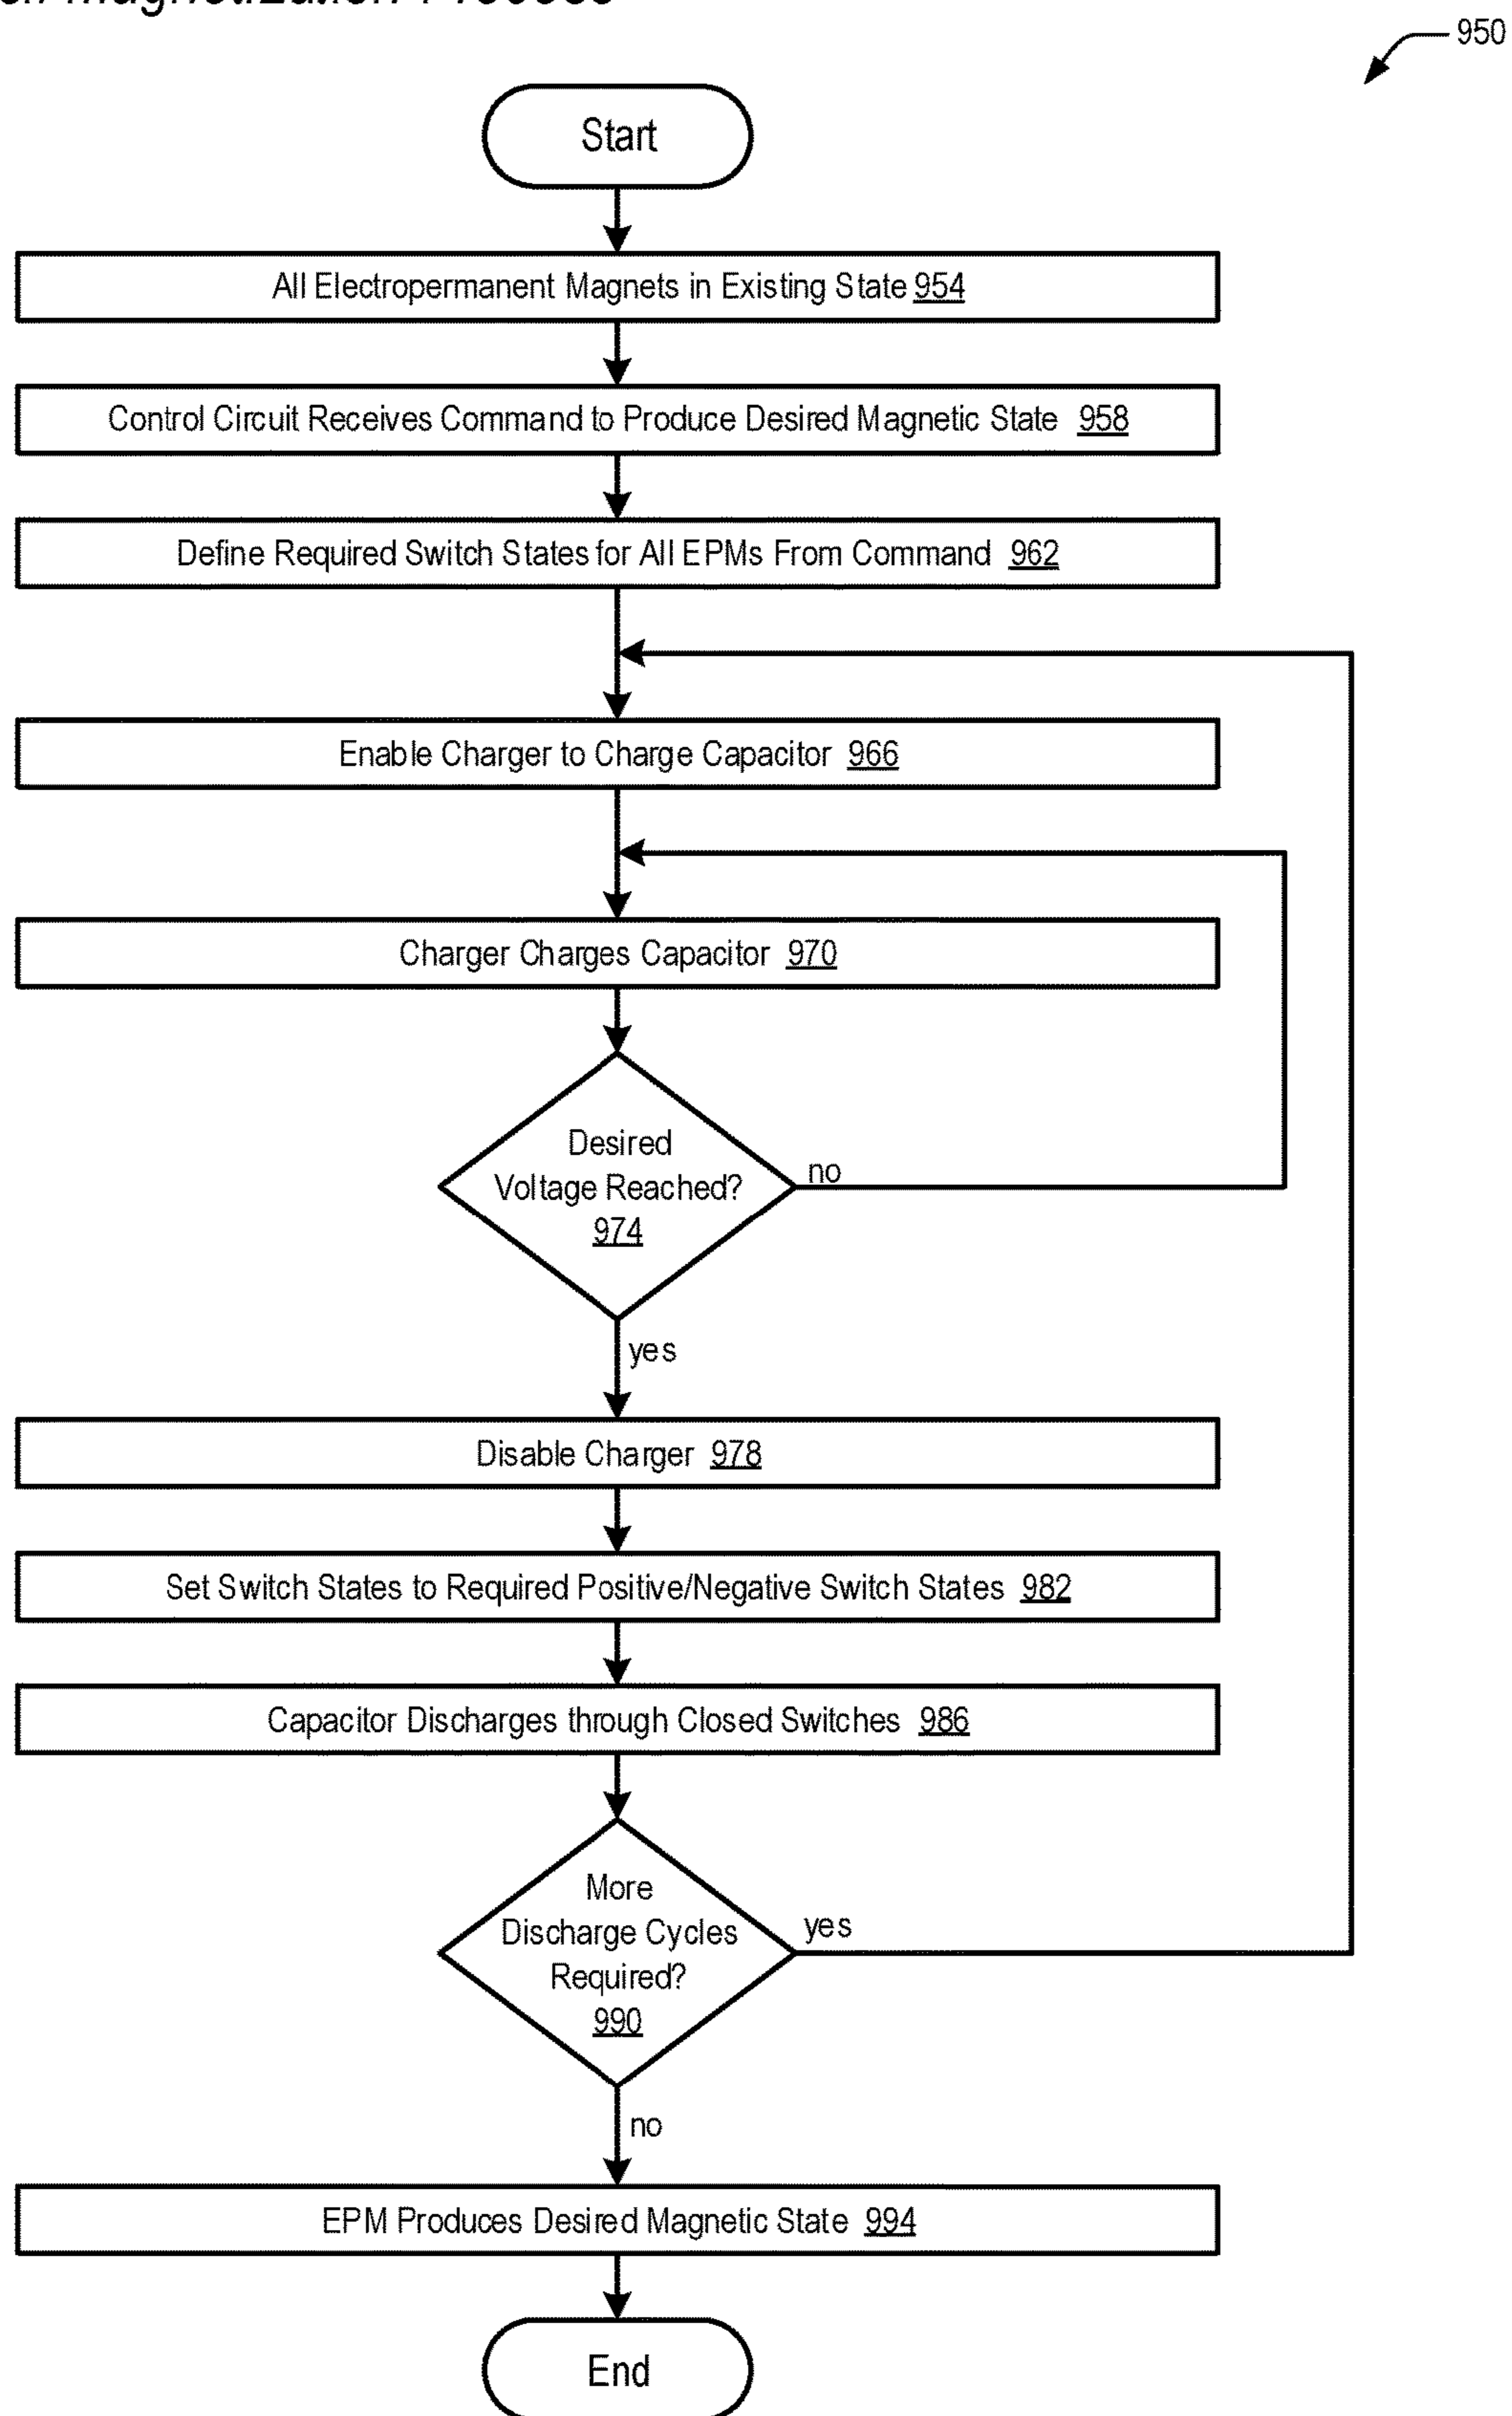 950
Start
All Electropermanent Magnets in Existing State 954
Control Circuit Receives Command to Produce Desired Magnetic State 958
Define Required Switch States for All EPMs From Command 962
Enable Charger to Charge Capacitor 966
Charger Charges Capacitor 970
Desired
Voltage Reached?
974
no
yes
Disable Charger 978
Set Switch States to Required Positive/Negative Switch States 982
Capacitor Discharges through Closed Switches 986
More
Discharge Cycles
Required?
990
yes
no
EPM Produces Desired Magnetic State 994
End